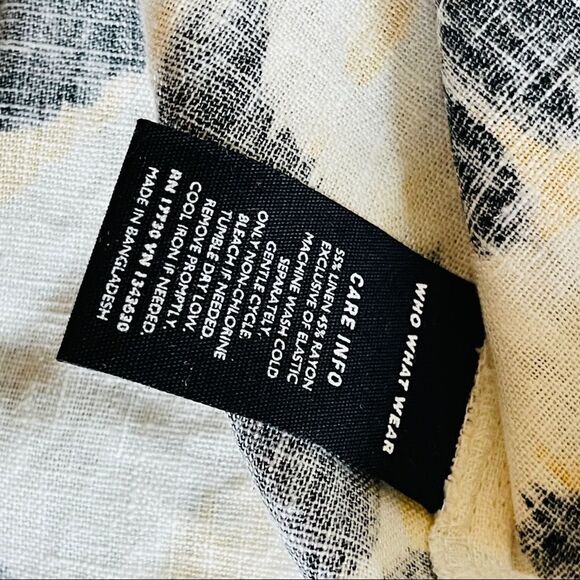 WHO WHAT WEAR
CARE INFO
55% LINEN 45% RAYON
EXCLUSIVE OF ELASTIC
MACHINE WASH COLD
SEPARATELY.
GENTLE CYCLE.
ONLY NON-CHLORINE
BLEACH IF NEEDED.
TUMBLE DRY LOW.
REMOVE PROMPTLY.
COOL IRON IF NEEDED.
RN 17730 VN 1343630
MADE IN BANGLADESH